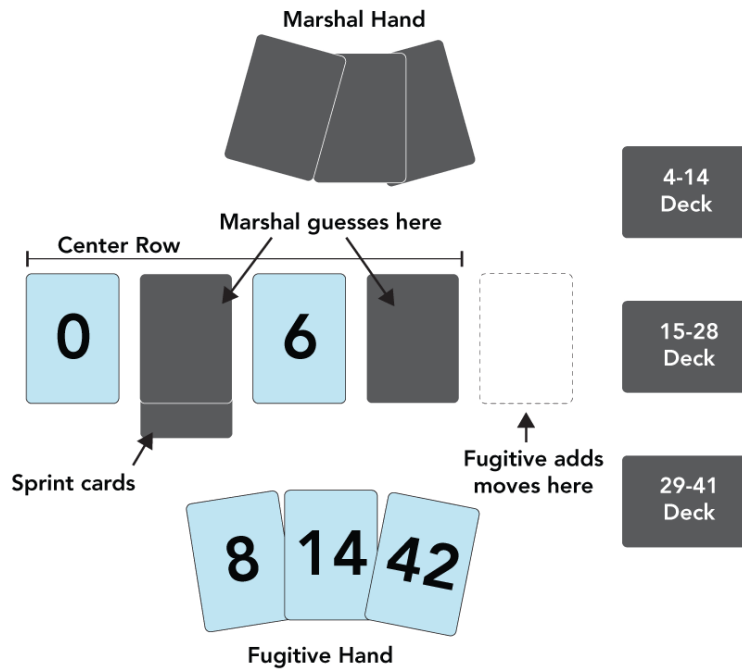 Marshal Hand
4-14
Deck
Marshal guesses here
Center Row
0
6
15-28
Deck
Sprint cards
Fugitive adds
moves here
29-41
Deck
8
14
42
Fugitive Hand